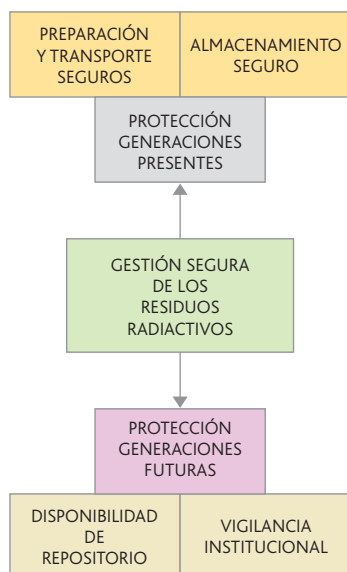 PREPARACIÓN
Y TRANSPORTE
SEGUROS
ALMACENAMIENTO
SEGURO
PROTECCIÓN
GENERACIONES
PRESENTES
GESTIÓN SEGURA
DE LOS
RESIDUOS
RADIACTIVOS
PROTECCIÓN
GENERACIONES
FUTURAS
DISPONIBILIDAD
DE
REPOSITORIO
VIGILANCIA
INSTITUCIONAL